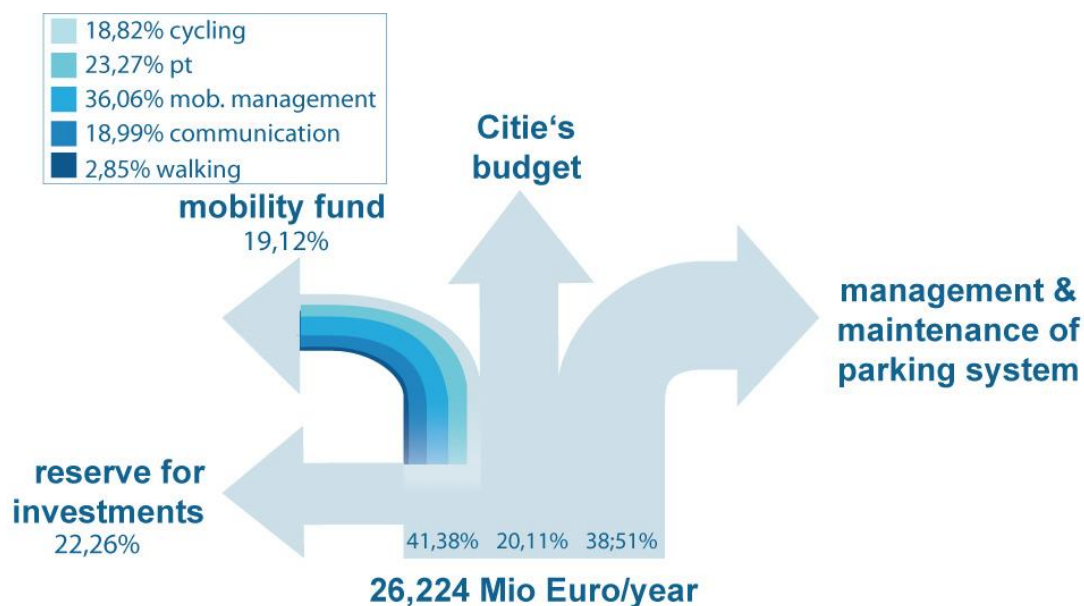 18,82% cycling
23,27% pt
36,06% mob. management
18,99% communication
2,85% walking
mobility fund
19,12%
Citie‘s
budget
management &
maintenance of
parking system
reserve for
investments
22,26%
41,38% 20,11% 38;51%
26,224 Mio Euro/year